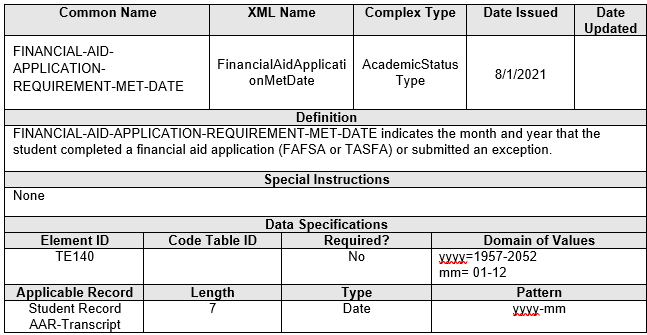 Common Name XML Name Complex Type Date Issued Date
Updated
FINANCIAL-AID-
APPLICATION-
REQUIREMENT-MET-DATE
FinancialAidApplicati
onMetDate
AcademicStatus
Type
8/1/2021
Definition
FINANCIAL-AID-APPLICATION-REQUIREMENT-MET-DATE indicates the month and year that the
student completed a financial aid application (FAFSA or TASFA) or submitted an exception.
Special Instructions
None
Data Specifications
Element ID Code Table ID Required? Domain of Values
TE140 No yyyy=1957-2052
mm= 01-12
Applicable Record Length Type Pattern
Student Record 7 Date yyyy-mm
AAR-Transcript